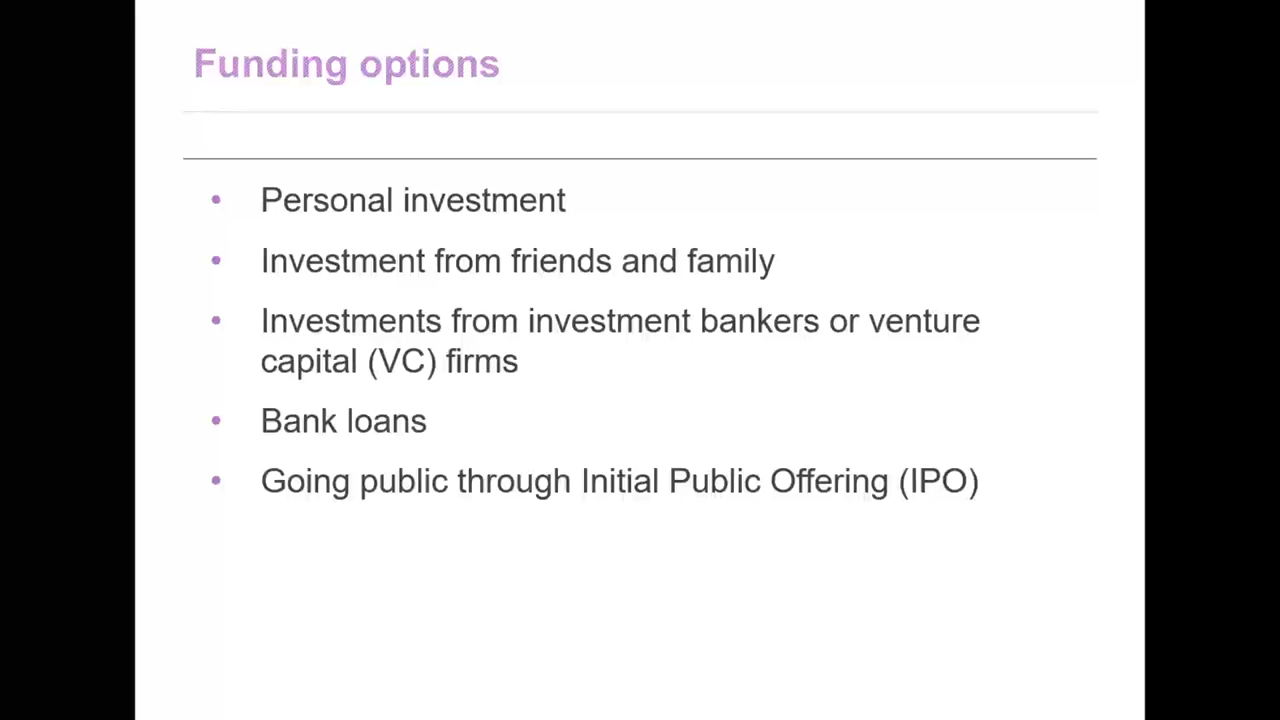 Funding options
• Personal investment
• Investment from friends and family
• Investments from investment bankers or venture
capital (VC) firms
• Bank loans
• Going public through Initial Public Offering (IPO)